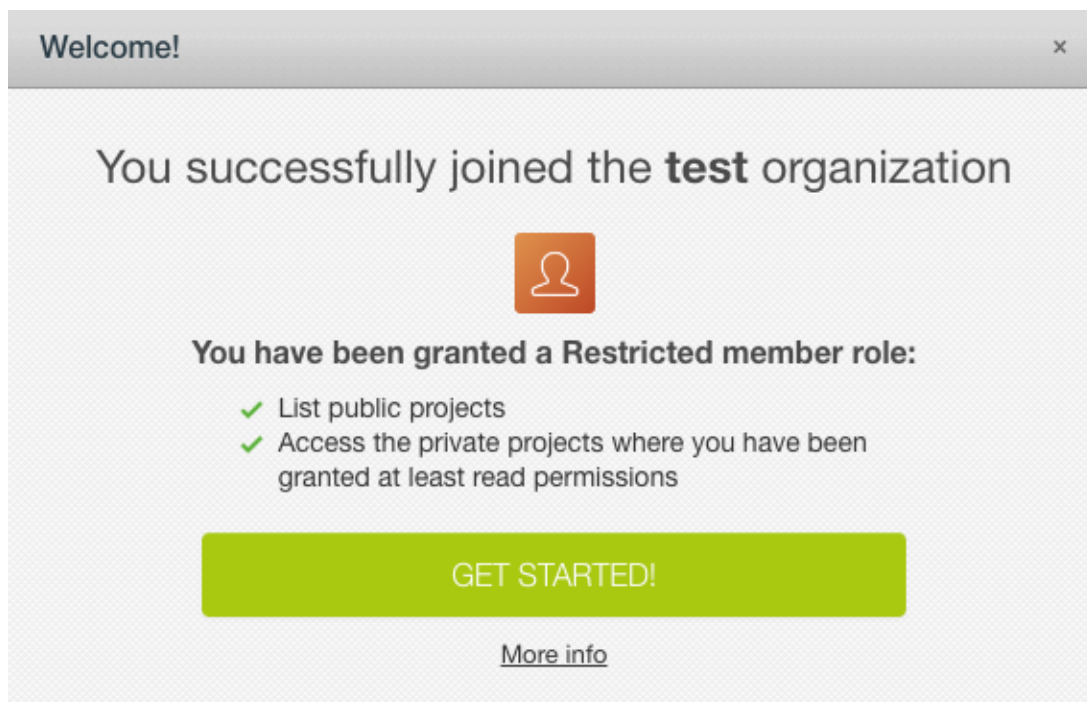 Welcome!
×
You successfully joined the test organization
You have been granted a Restricted member role:
List public projects
Access the private projects where you have been
granted at least read permissions
GET STARTED!
More info